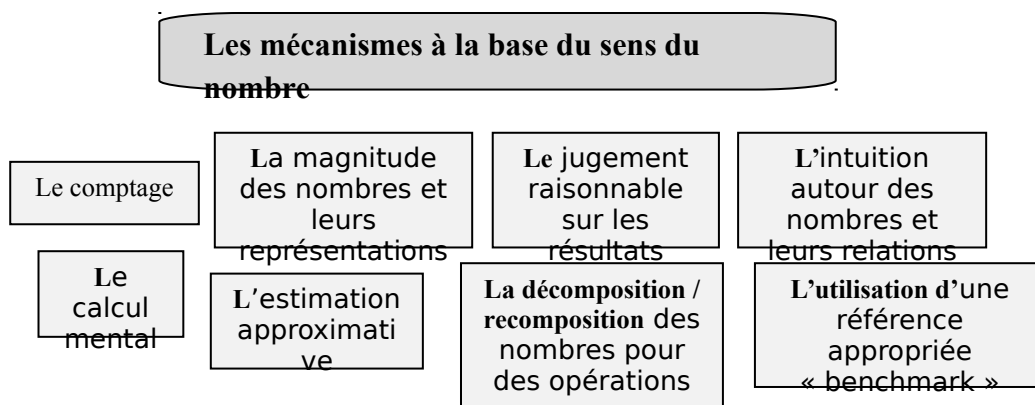 Les mécanismes à la base du sens du
nombre
Le comptage
La magnitude
des nombres et
leurs
représentations
Le jugement
raisonnable
sur les
résultats
L’intuition
autour des
nombres et
leurs relations
Le
calcul
mental
L’estimation
approximati
ve
La décomposition /
recomposition des
nombres pour
des opérations
L’utilisation d’une
référence
appropriée
« benchmark »